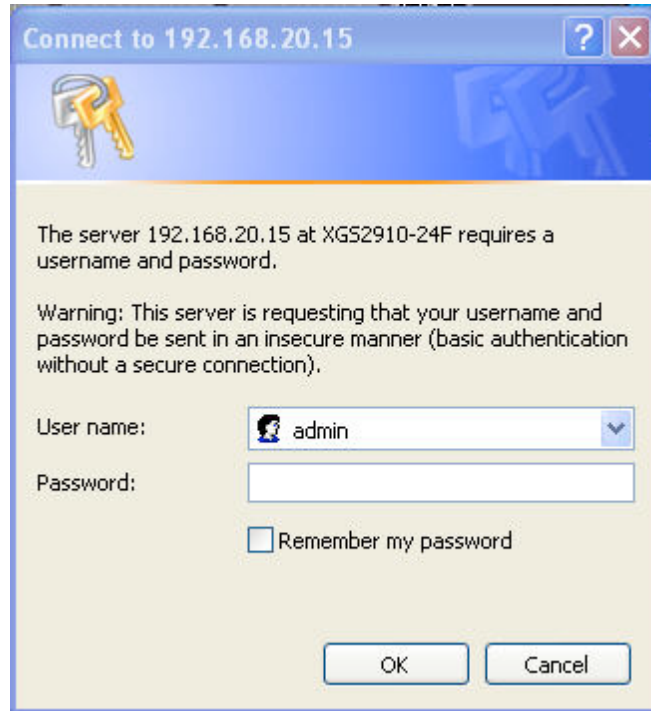 Connect to 192.168.20.15
The server 192.168.20.15 at XGS2910-24F requires a
username and password.
Warning: This server is requesting that your username and
password be sent in an insecure manner (basic authentication
without a secure connection).
User name:
admin
Password:
Remember my password
OK
Cancel